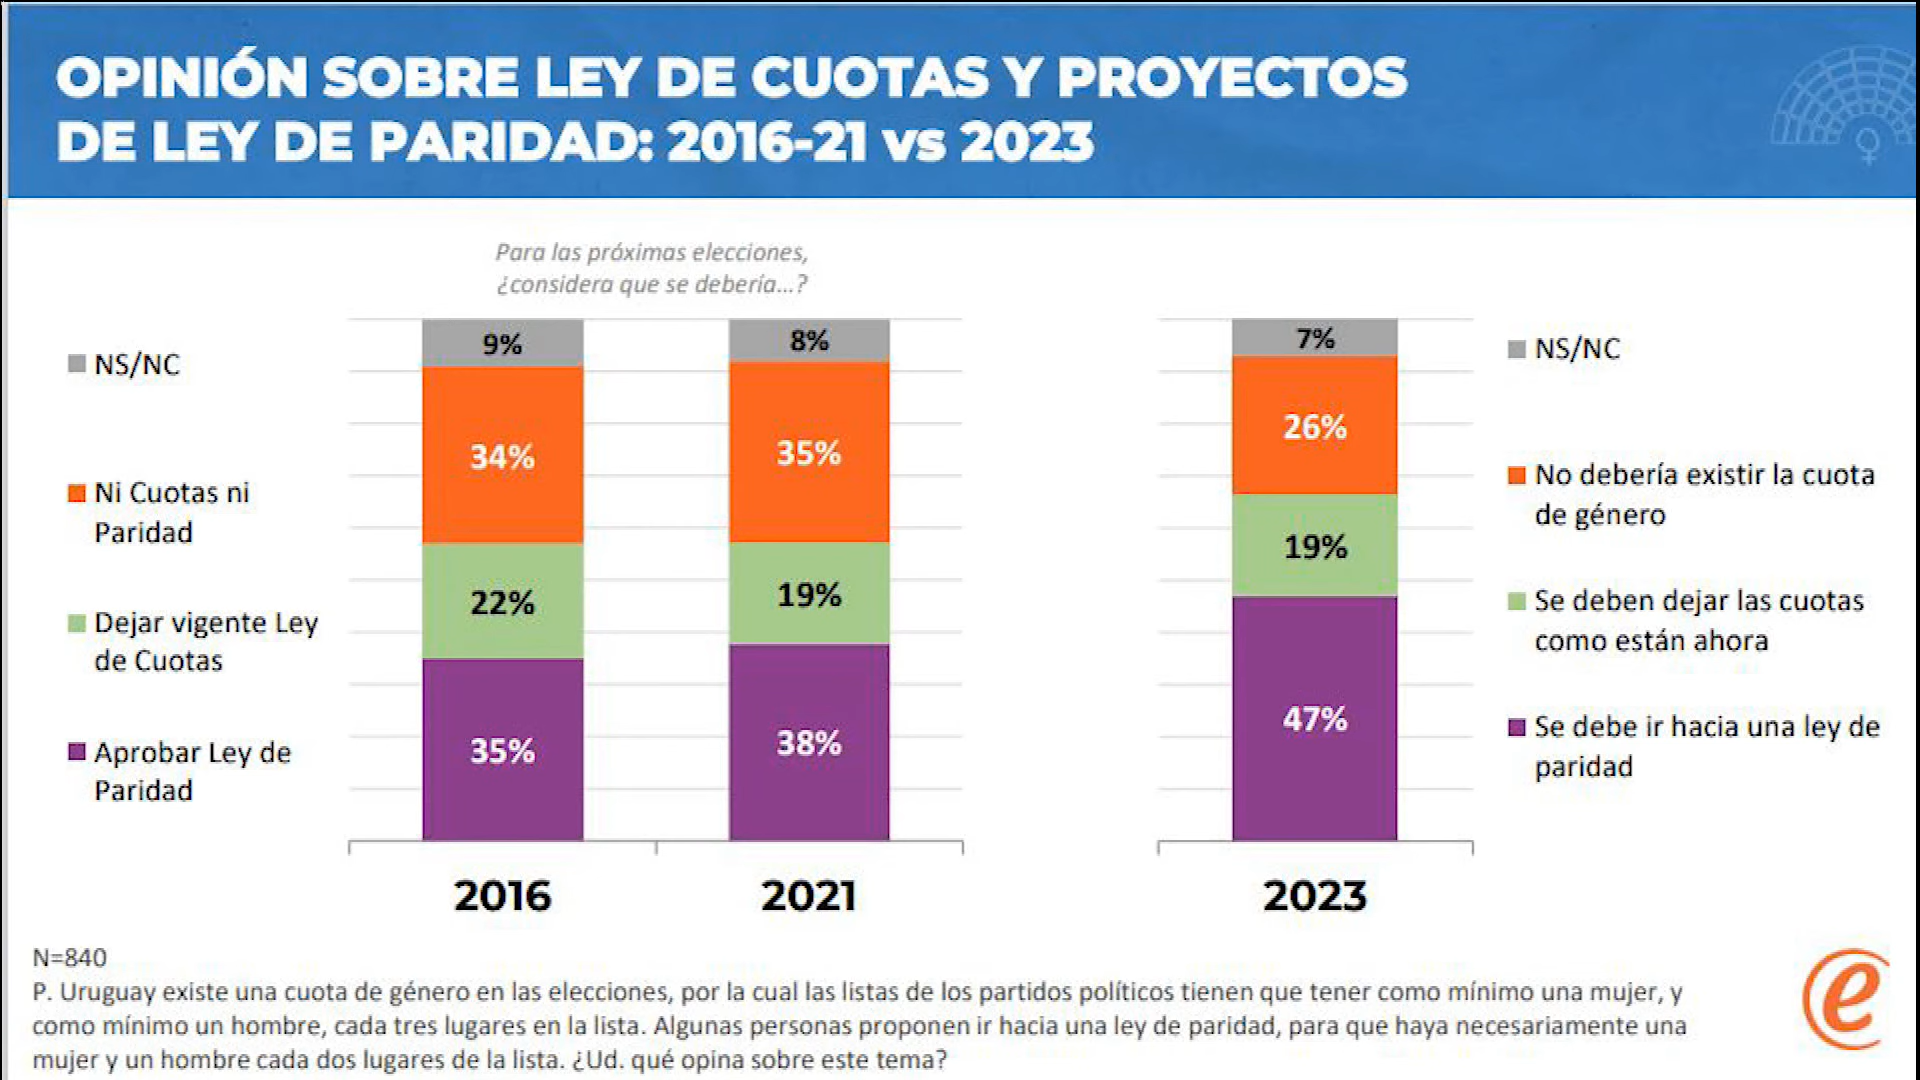 OPINIÓN SOBRE LEY DE CUOTAS Y PROYECTOS
DE LEY DE PARIDAD: 2016-21 vs 2023
Para las próximas elecciones,
¿considera que se debería...?
NS/NC
Ni Cuotas ni
Paridad
Dejar vigente Ley
de Cuotas
Aprobar Ley de
Paridad
9%
34%
22%
35%
2016
8%
35%
19%
38%
2021
7%
26%
19%
47%
2023
NS/NC
No debería existir la cuota
de género
Se deben dejar las cuotas
como están ahora
Se debe ir hacia una ley de
paridad
N=840
P. Uruguay existe una cuota de género en las elecciones, por la cual las listas de los partidos políticos tienen que tener como mínimo una mujer, y
como mínimo un hombre, cada tres lugares en la lista. Algunas personas proponen ir hacia una ley de paridad, para que haya necesariamente una
mujer y un hombre cada dos lugares de la lista. ¿Ud. qué opina sobre este tema?
e